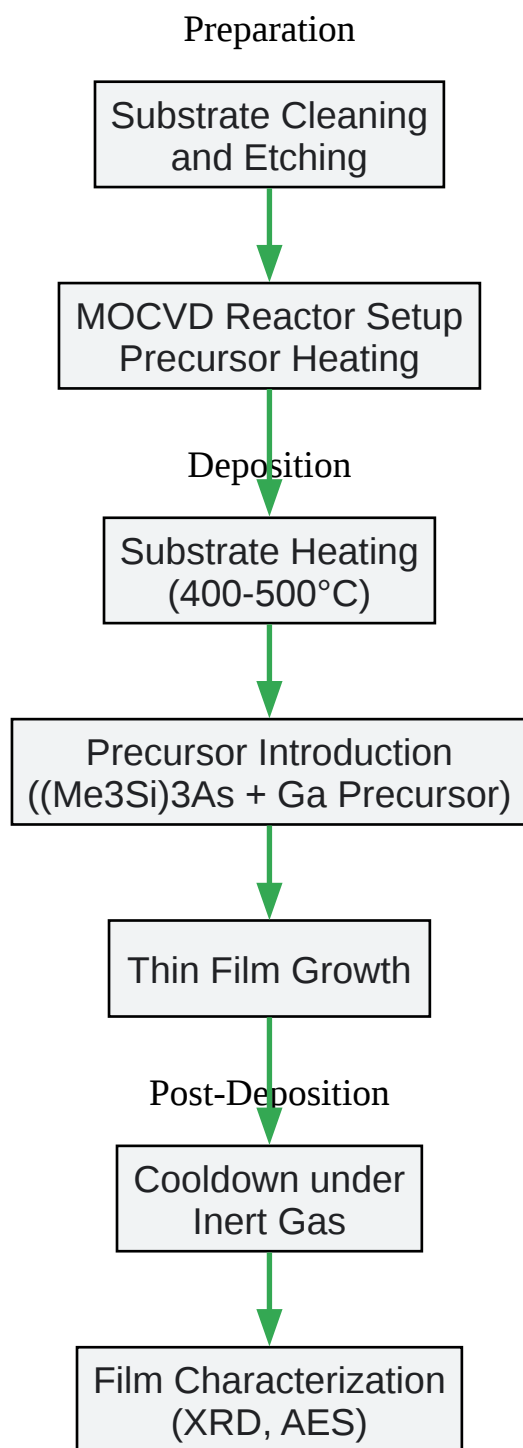 Preparation
Substrate Cleaning
and Etching
MOCVD Reactor Setup
Precursor Heating
Deposition
Substrate Heating
(400-500°C)
Precursor Introduction
((Me3Si)3As + Ga Precursor)
Thin Film Growth
Post-Deposition
Cooldown under
Inert Gas
Film Characterization
(XRD, AES)